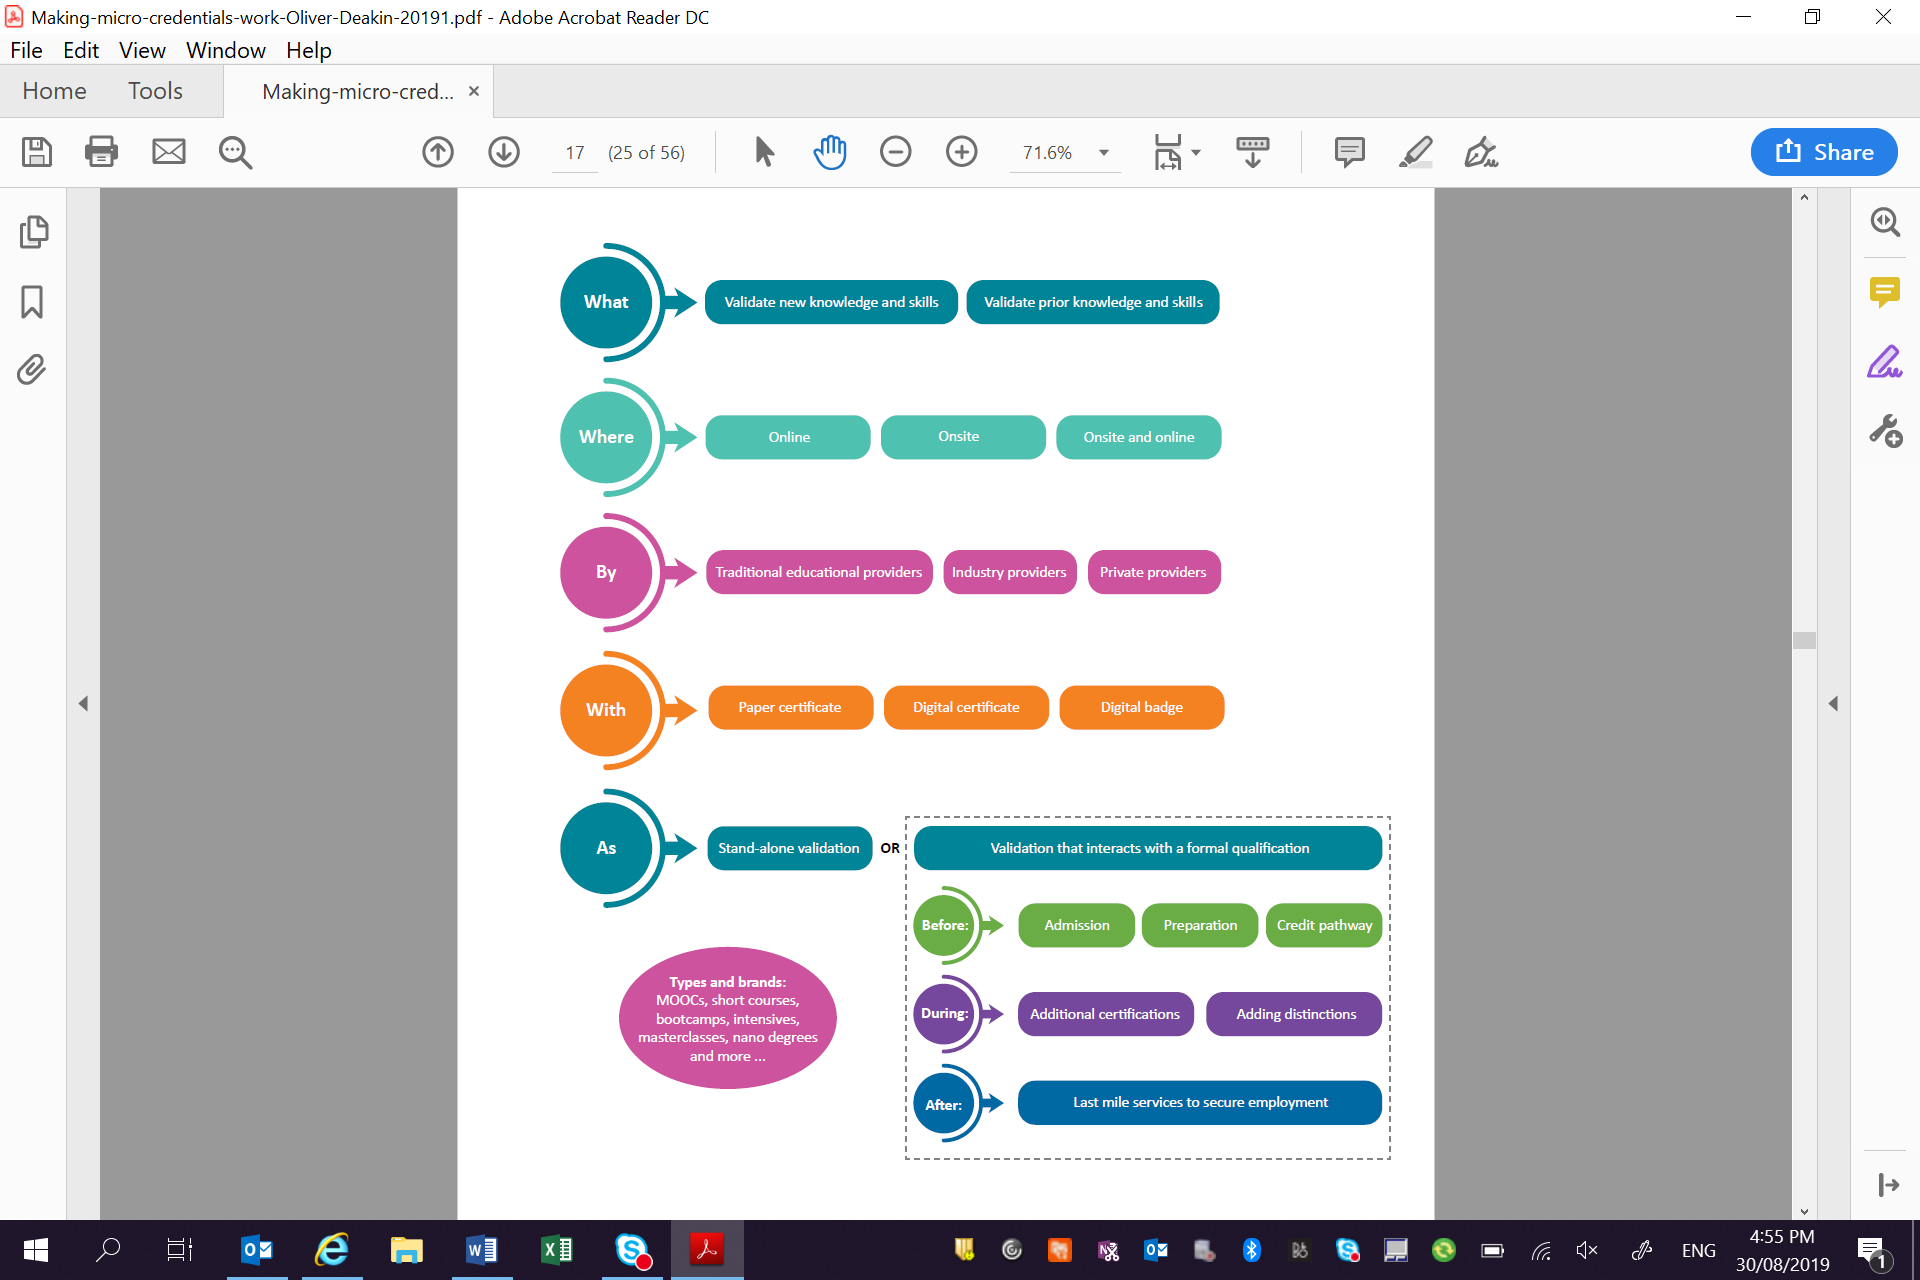 Making-micro-credentials-work-Oliver-Deakin-20191.pdf - Adobe Acrobat Reader DC
File Edit View Window Help
Home Tools Making-micro-cred...
17 (25 of 56) 71.6% Share
What Validate new knowledge and skills Validate prior knowledge and skills
Where Online Onsite Onsite and online
By Traditional educational providers Industry providers Private providers
With Paper certificate Digital certificate Digital badge
As Stand-alone validation OR Validation that interacts with a formal qualification
Before: Admission Preparation Credit pathway
During: Additional certifications Adding distinctions
After: Last mile services to secure employment
Types and brands:
MOOCs, short courses,
bootcamps, intensives,
masterclasses, nano degrees
and more ...
ENG
4:55 PM
30/08/2019
1